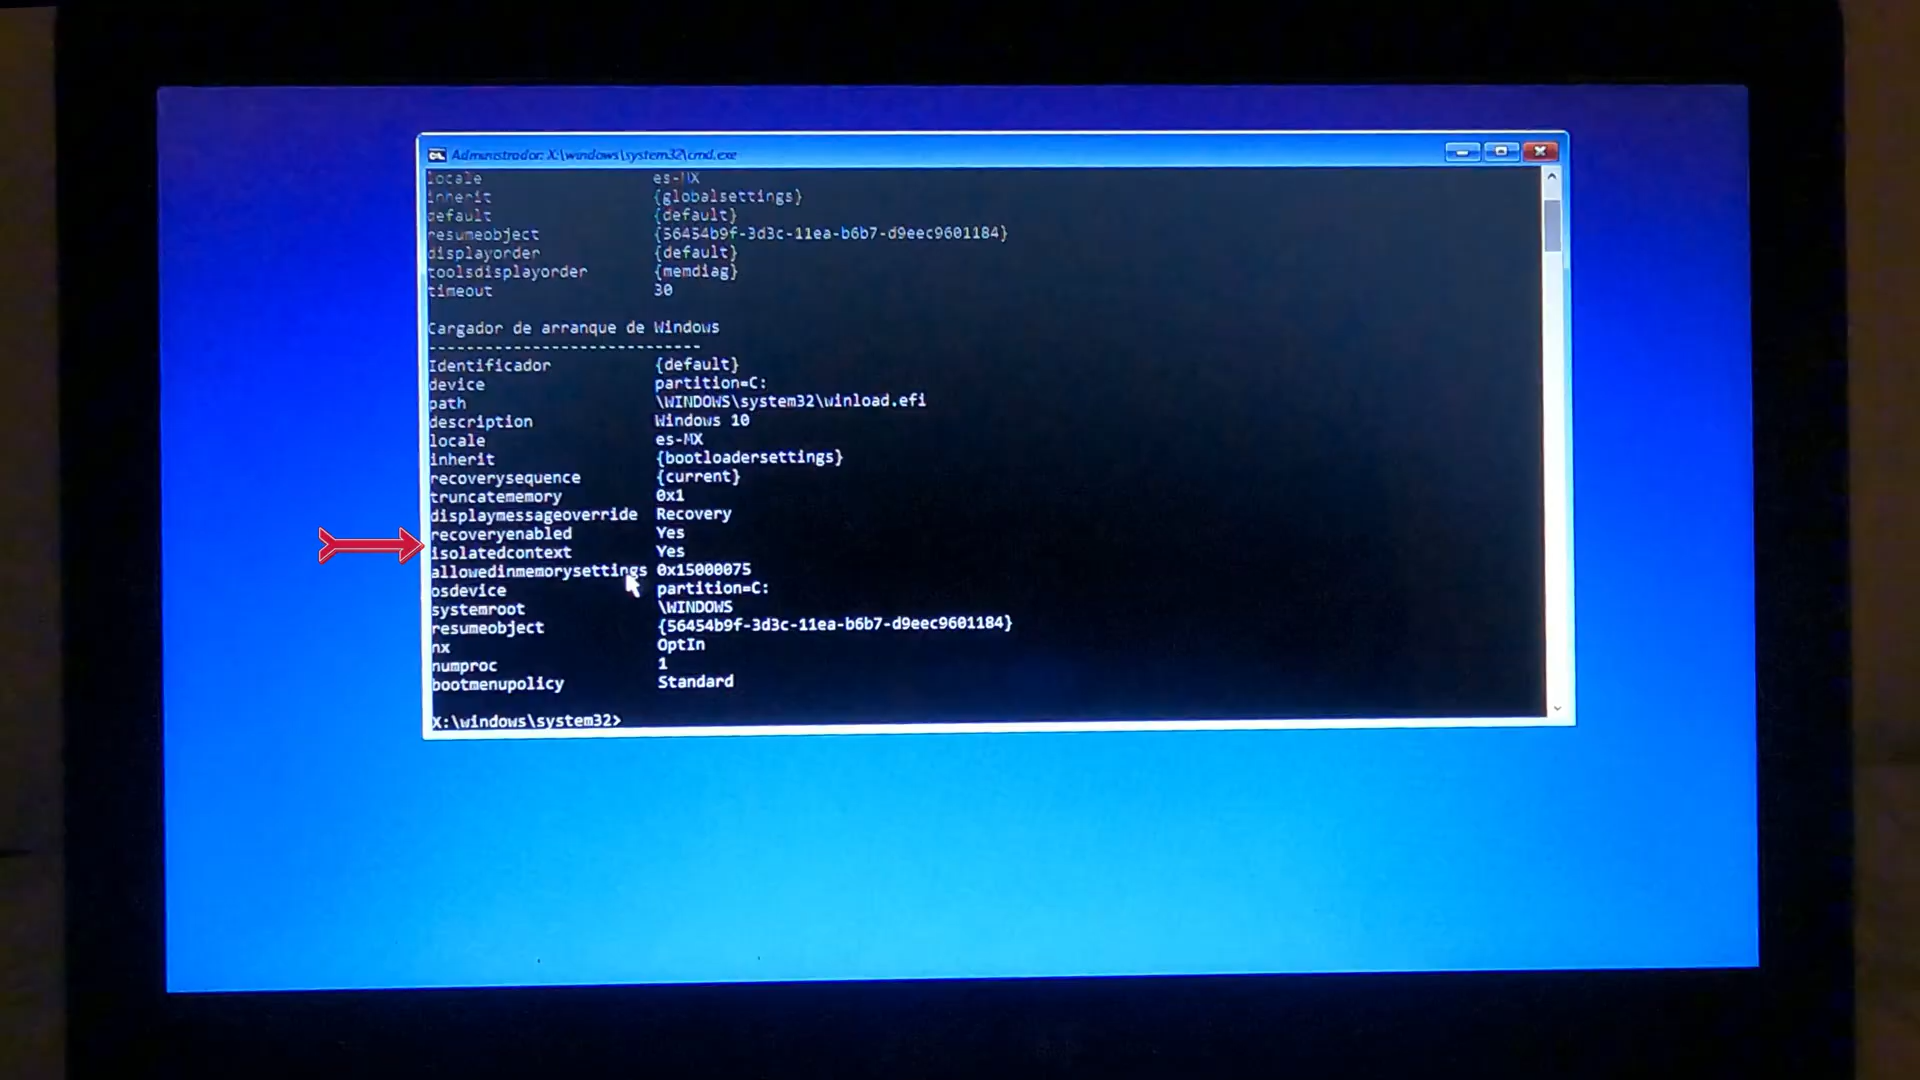 Administrador: X:\windows\system32\cmd.exe
locale es-MX
inherit {globalsettings}
default {default}
resumeobject {56454b9f-3d3c-11ea-b6b7-d9eec9601184}
displayorder {default}
toolsdisplayorder {memdiag}
timeout 30
Cargador de arranque de Windows
-----------------------------
Identificador {default}
device partition=C:
path \WINDOWS\system32\winload.efi
description Windows 10
locale es-MX
inherit {bootloadersettings}
recoverysequence {current}
truncatememory 0x1
displaymessageoverride Recovery
recoveryenabled Yes
isolatedcontext Yes
allowedinmemorysettings 0x15000075
osdevice partition=C:
systemroot \WINDOWS
resumeobject {56454b9f-3d3c-11ea-b6b7-d9eec9601184}
nx OptIn
numproc 1
bootmenupolicy Standard
X:\windows\system32>